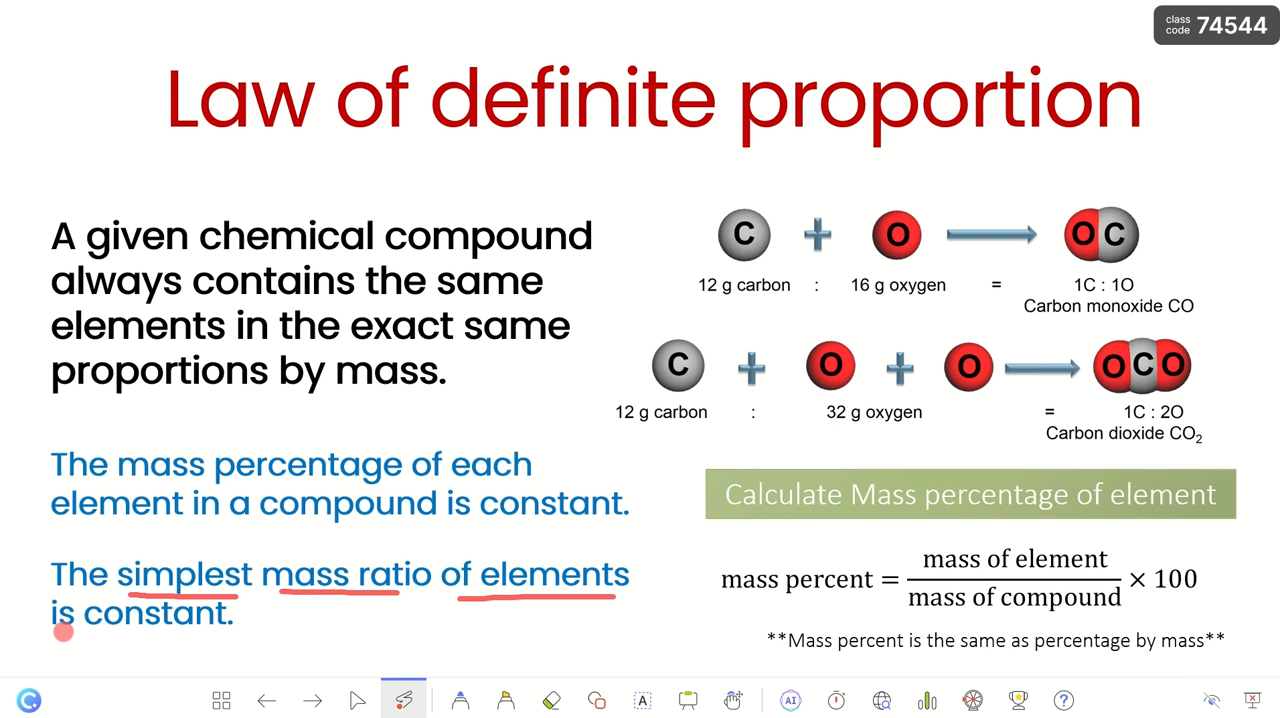 class
code 74544
Law of definite proportion
A given chemical compound
always contains the same
elements in the exact same
proportions by mass.
The mass percentage of each
element in a compound is constant.
The simplest mass ratio of elements
is constant.
C + O OC
12 g carbon : 16 g oxygen = 1C : 1O
Carbon monoxide CO
C + O + O OCO
12 g carbon : 32 g oxygen = 1C : 2O
Carbon dioxide CO₂
Calculate Mass percentage of element
mass percent = mass of element / mass of compound × 100
**Mass percent is the same as percentage by mass**
C A AI ?